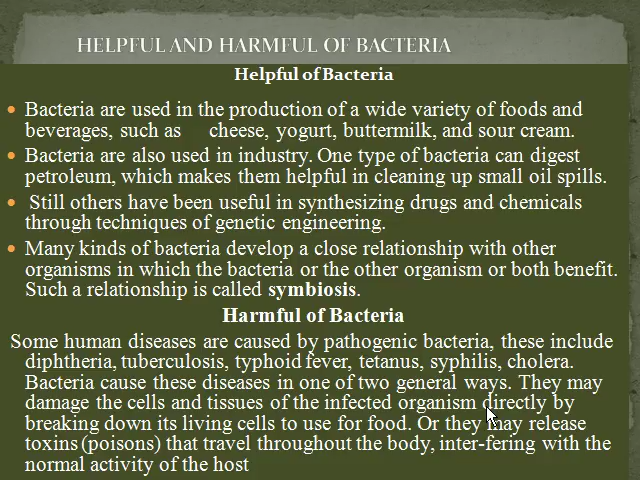 HELPFUL AND HARMFUL OF BACTERIA
Helpful of Bacteria
• Bacteria are used in the production of a wide variety of foods and
beverages, such as cheese, yogurt, buttermilk, and sour cream.
• Bacteria are also used in industry. One type of bacteria can digest
petroleum, which makes them helpful in cleaning up small oil spills.
• Still others have been useful in synthesizing drugs and chemicals
through techniques of genetic engineering.
• Many kinds of bacteria develop a close relationship with other
organisms in which the bacteria or the other organism or both benefit.
Such a relationship is called symbiosis.
Harmful of Bacteria
Some human diseases are caused by pathogenic bacteria, these include
diphtheria, tuberculosis, typhoid fever, tetanus, syphilis, cholera.
Bacteria cause these diseases in one of two general ways. They may
damage the cells and tissues of the infected organism directly by
breaking down its living cells to use for food. Or they may release
toxins (poisons) that travel throughout the body, inter-fering with the
normal activity of the host